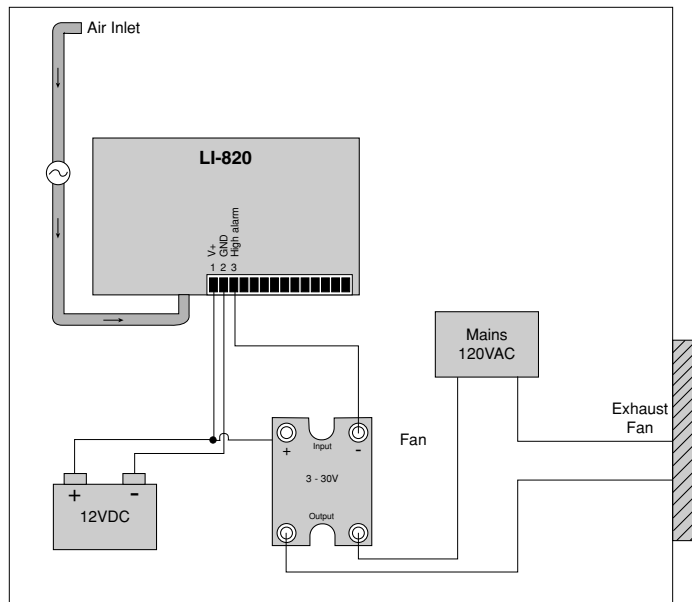 Air Inlet
LI-820
V+
GND
High alarm
1 2 3
Mains
120VAC
Exhaust
Fan
Fan
Input
+ -
3 - 30V
Output
+ -
12VDC